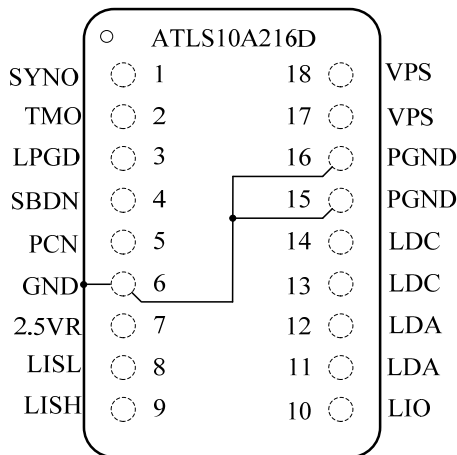 ATLS10A216D
SYNO 1 18 VPS
TMO 2 17 VPS
LPGD 3 16 PGND
SBDN 4 15 PGND
PCN 5 14 LDC
GND 6 13 LDC
2.5VR 7 12 LDA
LISL 8 11 LDA
LISH 9 10 LIO